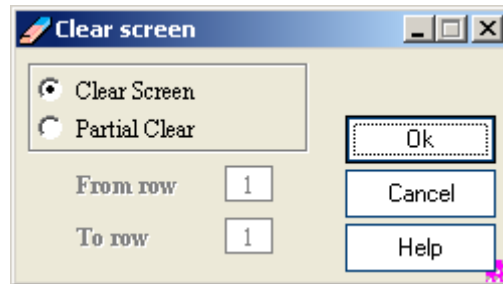 Clear screen
Clear Screen
Partial Clear
From row 1
To row 1
Ok
Cancel
Help